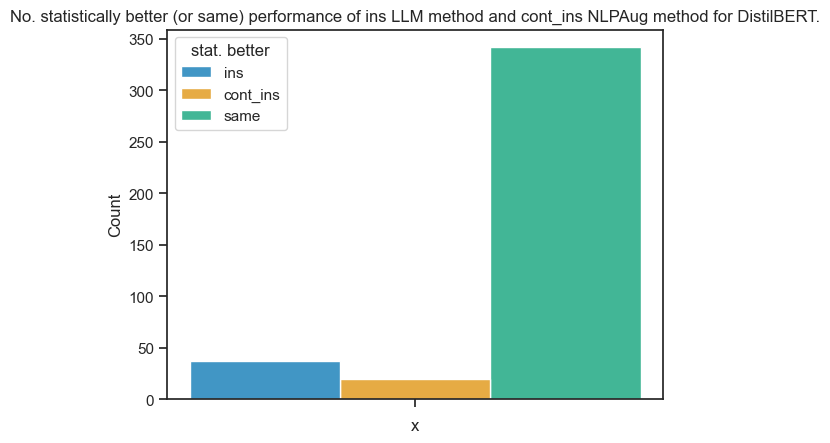 No. statistically better (or same) performance of ins LLM method and cont_ins NLPAug method for DistilBERT.
stat. better
ins
cont_ins
same
350
300
250
200
150
100
50
0
Count
x